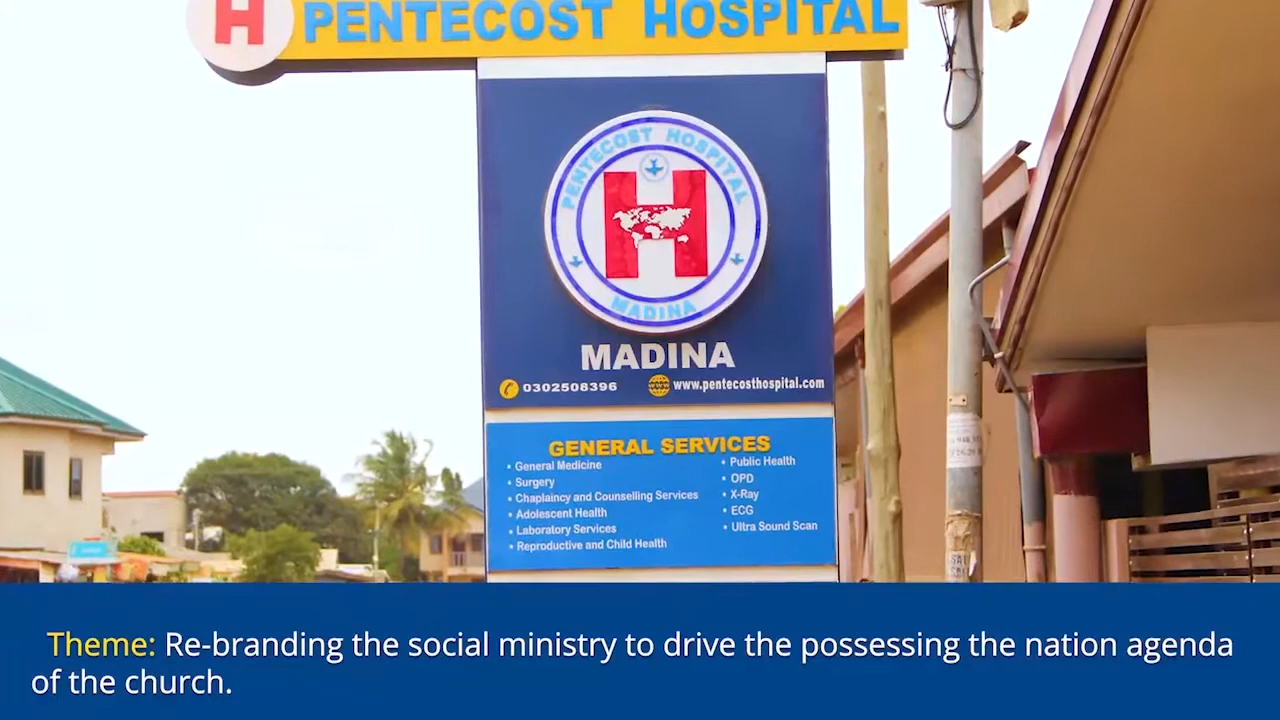 H PENTECOST HOSPITAL
PENTECOST HOSPITAL
H
MADINA
MADINA
0302508396
www
www.pentecosthospital.com
GENERAL SERVICES
• General Medicine
• Surgery
• Chaplaincy and Counselling Services
• Adolescent Health
• Laboratory Services
• Reproductive and Child Health
• Public Health
• OPD
• X-Ray
• ECG
• Ultra Sound Scan
Theme: Re-branding the social ministry to drive the possessing the nation agenda
of the church.